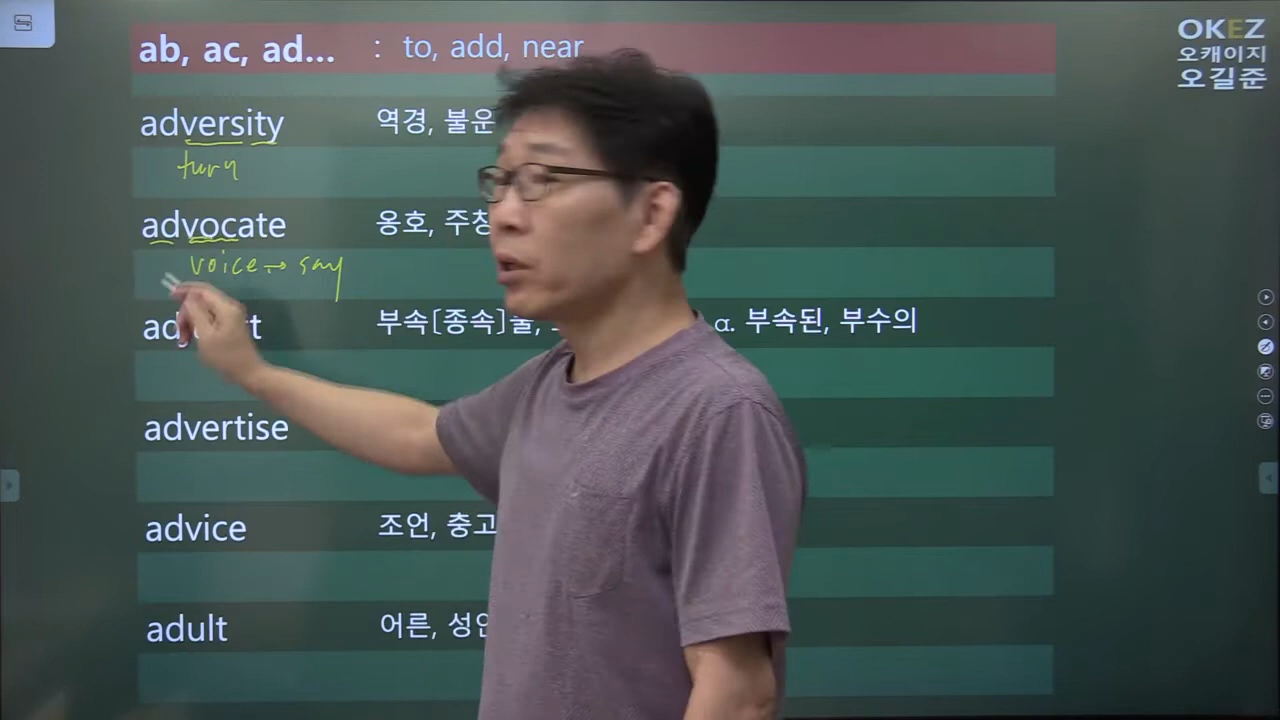 ab, ac, ad... : to, add, near
OKEZ
오캐이지
오길준
adversity 역경, 불운
turn
advocate 옹호, 주창
voice → say
부속[종속]물, α. 부속된, 부수의
advertise
advice 조언, 충고
adult 어른, 성인